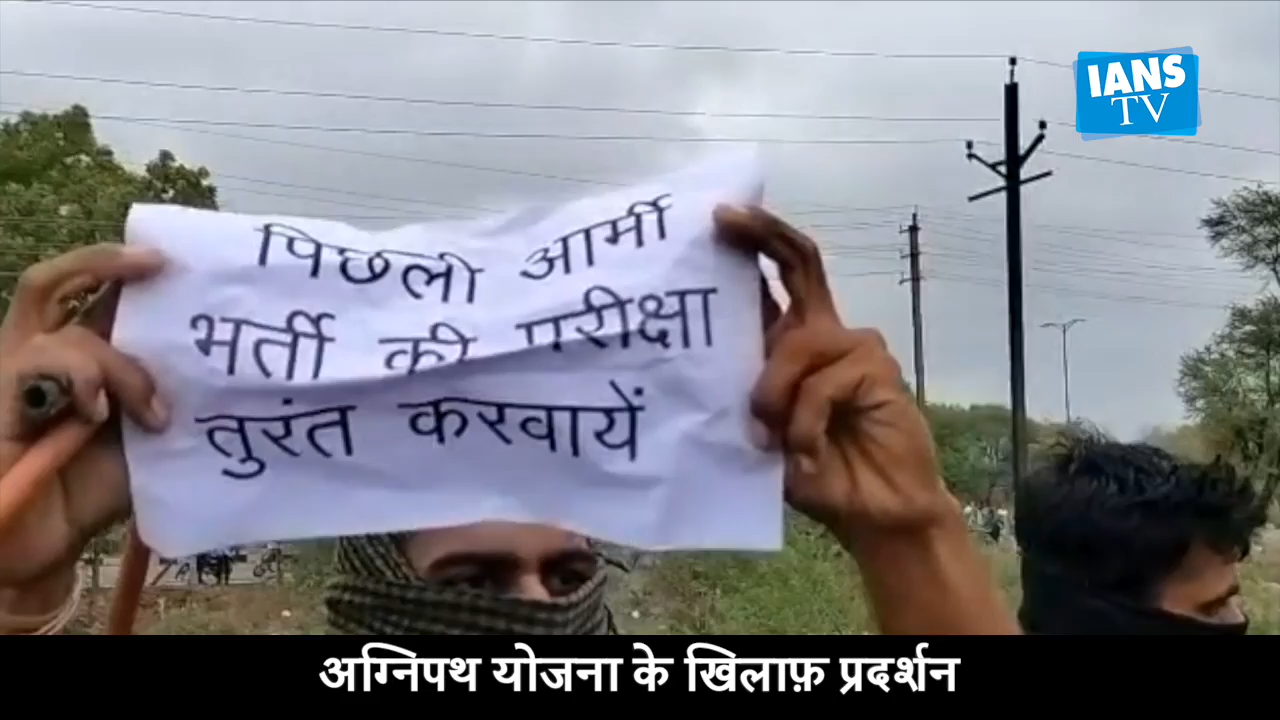 IANS
TV
पिछली आर्मी
भर्ती की परीक्षा
तुरंत करवायें
अग्निपथ योजना के खिलाफ़ प्रदर्शन